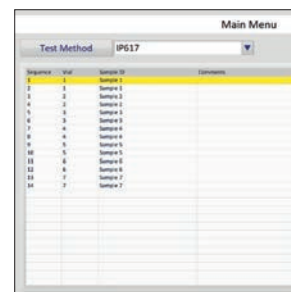 Main Menu
Test Method IP617
Sequence Vial Sample ID Comments
1 1 Sample 1
2 1 Sample 1
3 2 Sample 2
4 2 Sample 2
5 3 Sample 3
6 3 Sample 3
7 4 Sample 4
8 4 Sample 4
9 5 Sample 5
10 5 Sample 5
11 6 Sample 6
12 6 Sample 6
13 7 Sample 7
14 7 Sample 7